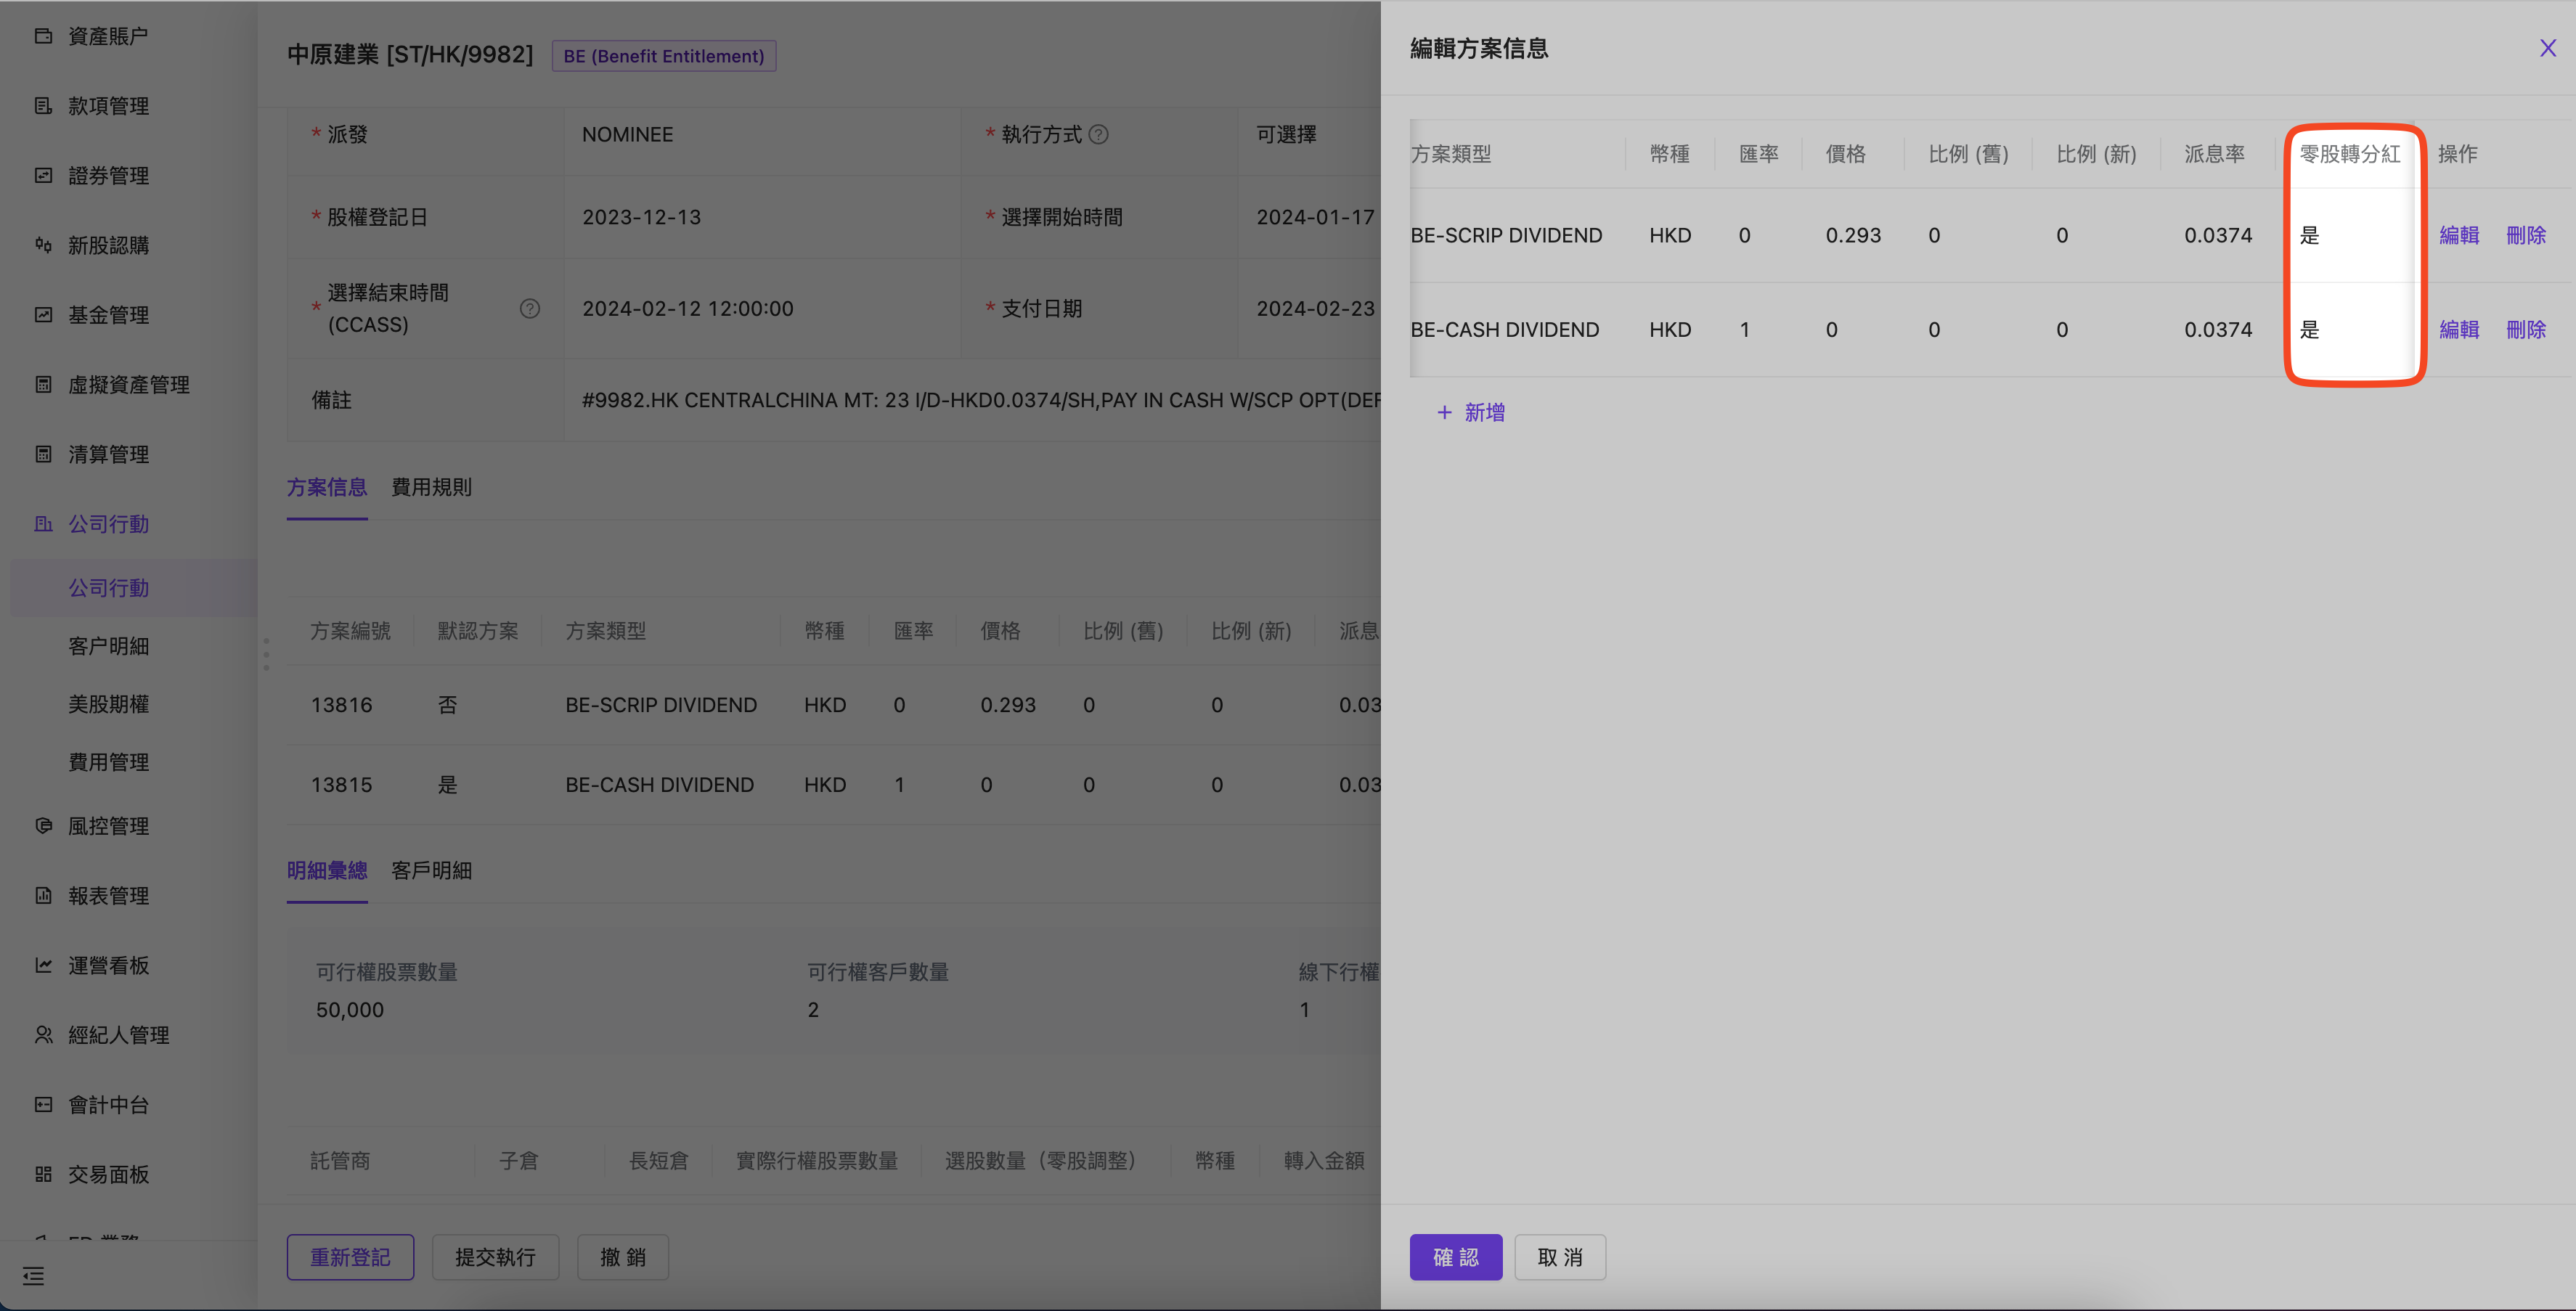 資產賬户
款項管理
證券管理
新股認購
基金管理
虛擬資產管理
清算管理
公司行動
公司行動
客户明細
美股期權
費用管理
風控管理
報表管理
運營看板
經紀人管理
會計中台
交易面板
中原建業 [ST/HK/9982] BE (Benefit Entitlement)
* 派發 NOMINEE * 執行方式 ? 可選擇
* 股權登記日 2023-12-13 * 選擇開始時間 2024-01-17
* 選擇結束時間 (CCASS) ? 2024-02-12 12:00:00 * 支付日期 2024-02-23
備註 #9982.HK CENTRALCHINA MT: 23 I/D-HKD0.0374/SH,PAY IN CASH W/SCP OPT(DEF
方案信息 費用規則
方案編號 默認方案 方案類型 幣種 匯率 價格 比例 (舊) 比例 (新) 派息
13816 否 BE-SCRIP DIVIDEND HKD 0 0.293 0 0 0.03
13815 是 BE-CASH DIVIDEND HKD 1 0 0 0 0.03
明細彙總 客戶明細
可行權股票數量 可行權客戶數量 線下行權
50,000 2 1
託管商 子倉 長短倉 實際行權股票數量 選股數量（零股調整） 幣種 轉入金額
重新登記 提交執行 撤 銷
編輯方案信息 X
方案類型 幣種 匯率 價格 比例 (舊) 比例 (新) 派息率 零股轉分紅 操作
BE-SCRIP DIVIDEND HKD 0 0.293 0 0 0.0374 是 編輯 刪除
BE-CASH DIVIDEND HKD 1 0 0 0 0.0374 是 編輯 刪除
+ 新增
確 認 取 消